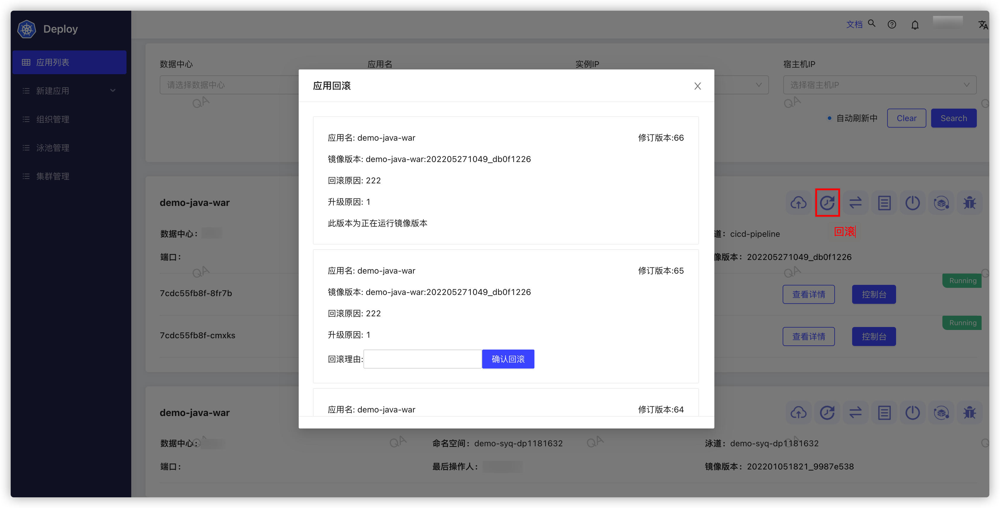 Deploy
文档
应用列表
新建应用
组织管理
泳池管理
集群管理
数据中心
应用名
实例IP
宿主机IP
请选择数据中心
选择宿主机IP
QA
QA
自动刷新中
Clear
Search
应用回滚
应用名: demo-java-war
修订版本:66
镜像版本: demo-java-war:202205271049_db0f1226
回滚原因: 222
升级原因: 1
此版本为正在运行镜像版本
应用名: demo-java-war
修订版本:65
镜像版本: demo-java-war:202205271049_db0f1226
回滚原因: 222
升级原因: 1
回滚理由:
确认回滚
应用名: demo-java-war
修订版本:64
demo-java-war
回滚
数据中心：
道：cicd-pipeline
端口：
像版本：202205271049_db0f1226
QA
QA
7cdc55fb8f-8fr7b
查看详情
控制台
Running
7cdc55fb8f-cmxks
查看详情
控制台
Running
demo-java-war
数据中心：
命名空间：demo-syq-dp1181632
泳道：demo-syq-dp1181632
QA
QA
QA
QA
端口：
最后操作人：
镜像版本：202201051821_9987e538